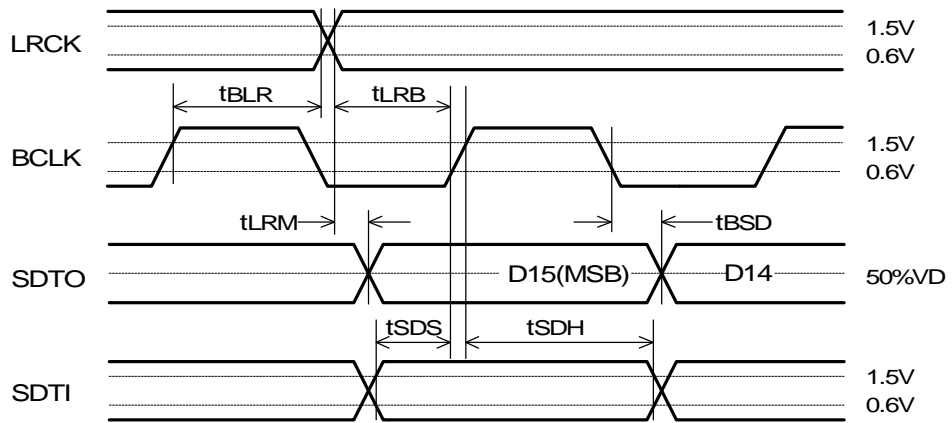 LRCK
1.5V
0.6V
tBLR
tLRB
BCLK
1.5V
0.6V
tLRM
tBSD
SDTO
D15(MSB)
D14
50%VD
tSDS
tSDH
SDTI
1.5V
0.6V